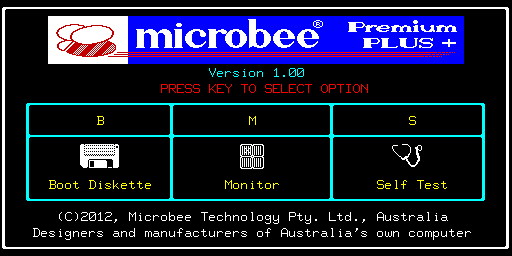 microbee® Premium PLUS +
Version 1.00
PRESS KEY TO SELECT OPTION
B M S
Boot Diskette Monitor Self Test
(C)2012, Microbee Technology Pty. Ltd., Australia
Designers and manufacturers of Australia's own computer